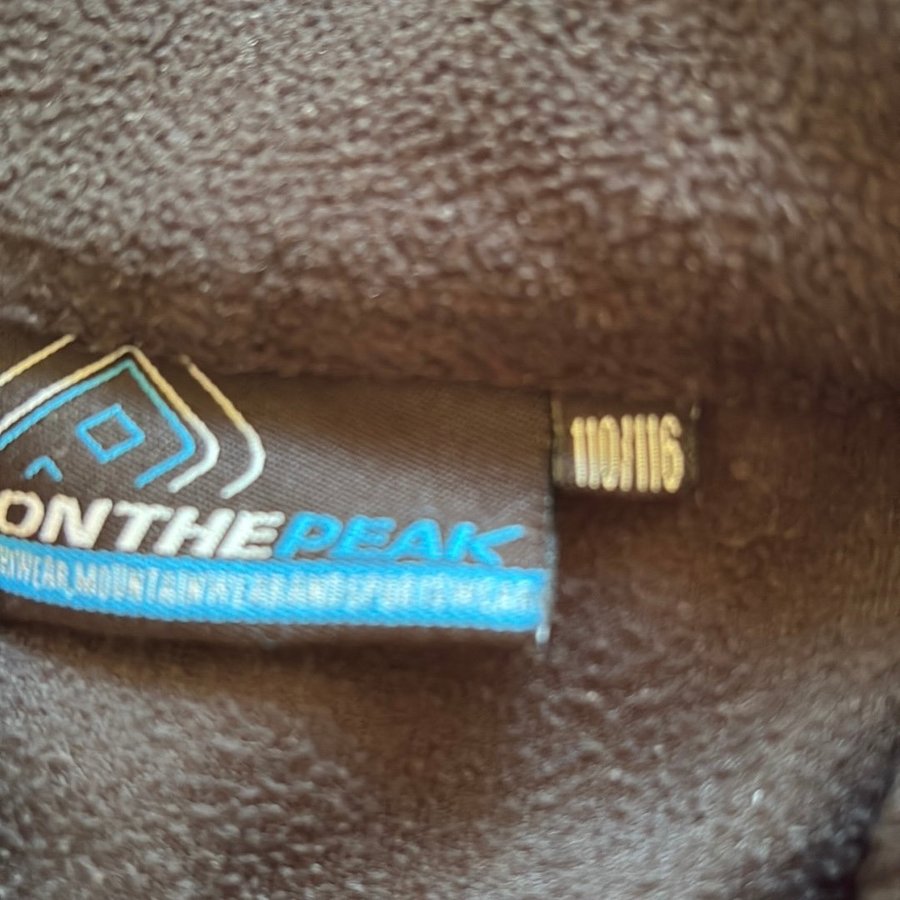 ONTHEPEAK
110/116
MOUNTAINWEAR AND SPORTSWEAR